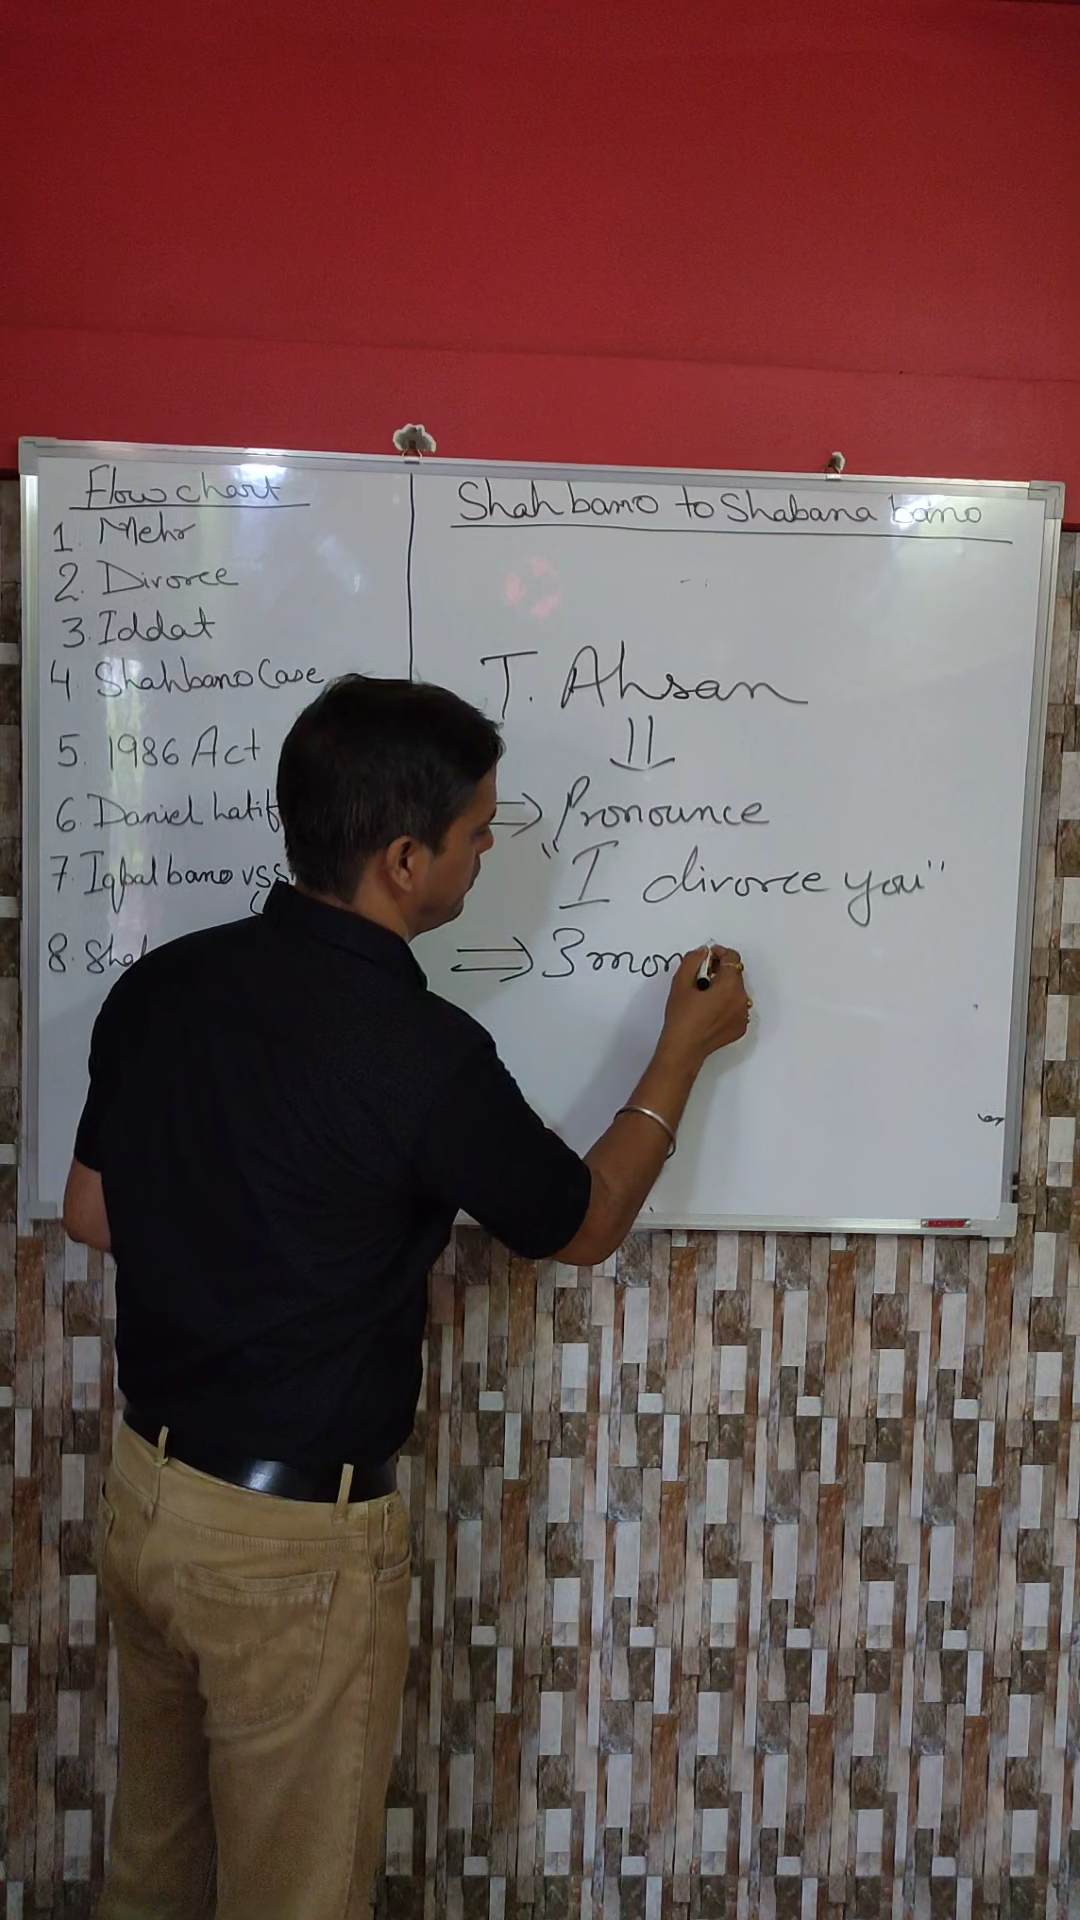 Flow chart
1. Mehr
2. Divorce
3. Iddat
4. Shahbano Case
5. 1986 Act
6. Daniel Latif
7. Iqbal bano vs
8. Sha
Shah bano to Shabana bano
T. Ahsan
⇓
⇒ Pronounce
"I divorce you"
⇒ 3 mon